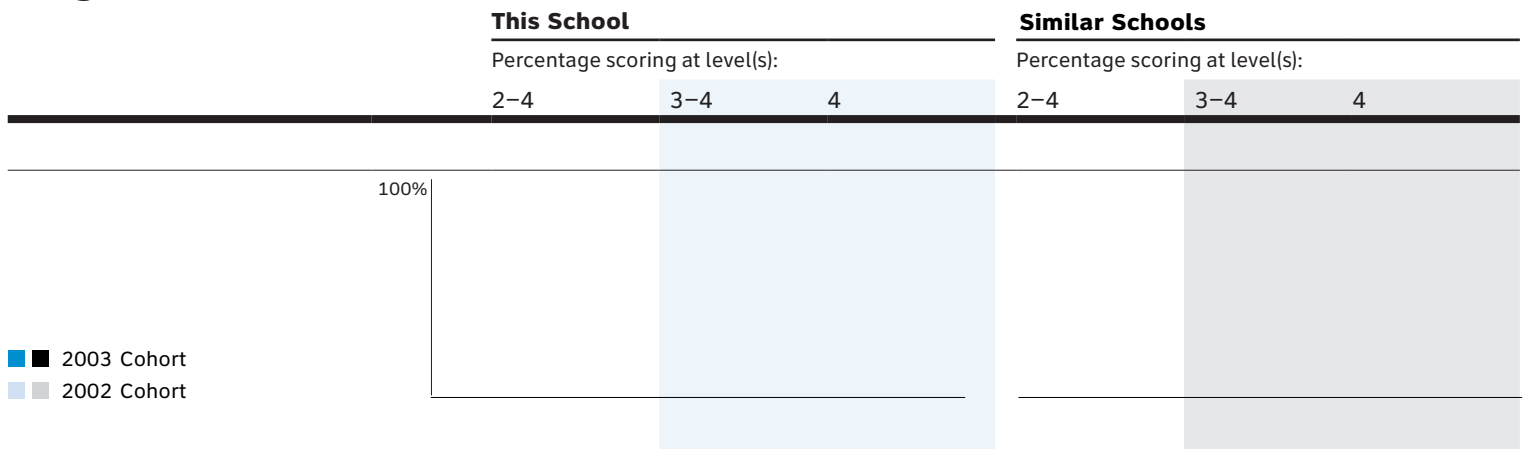 This School Similar Schools
Percentage scoring at level(s): Percentage scoring at level(s):
2–4 3–4 4 2–4 3–4 4
100%
2003 Cohort
2002 Cohort